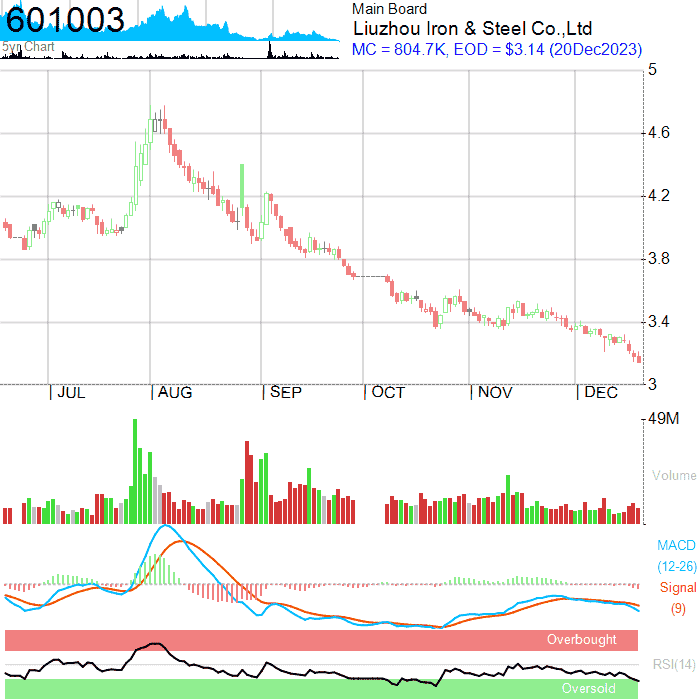 601003
5yr Chart
Main Board
Liuzhou Iron & Steel Co.,Ltd
MC = 804.7K, EOD = $3.14 (20Dec2023)
5
4.6
4.2
3.8
3.4
3
JUL AUG SEP OCT NOV DEC
49M
Volume
MACD
(12-26)
Signal
(9)
Overbought
RSI(14)
Oversold